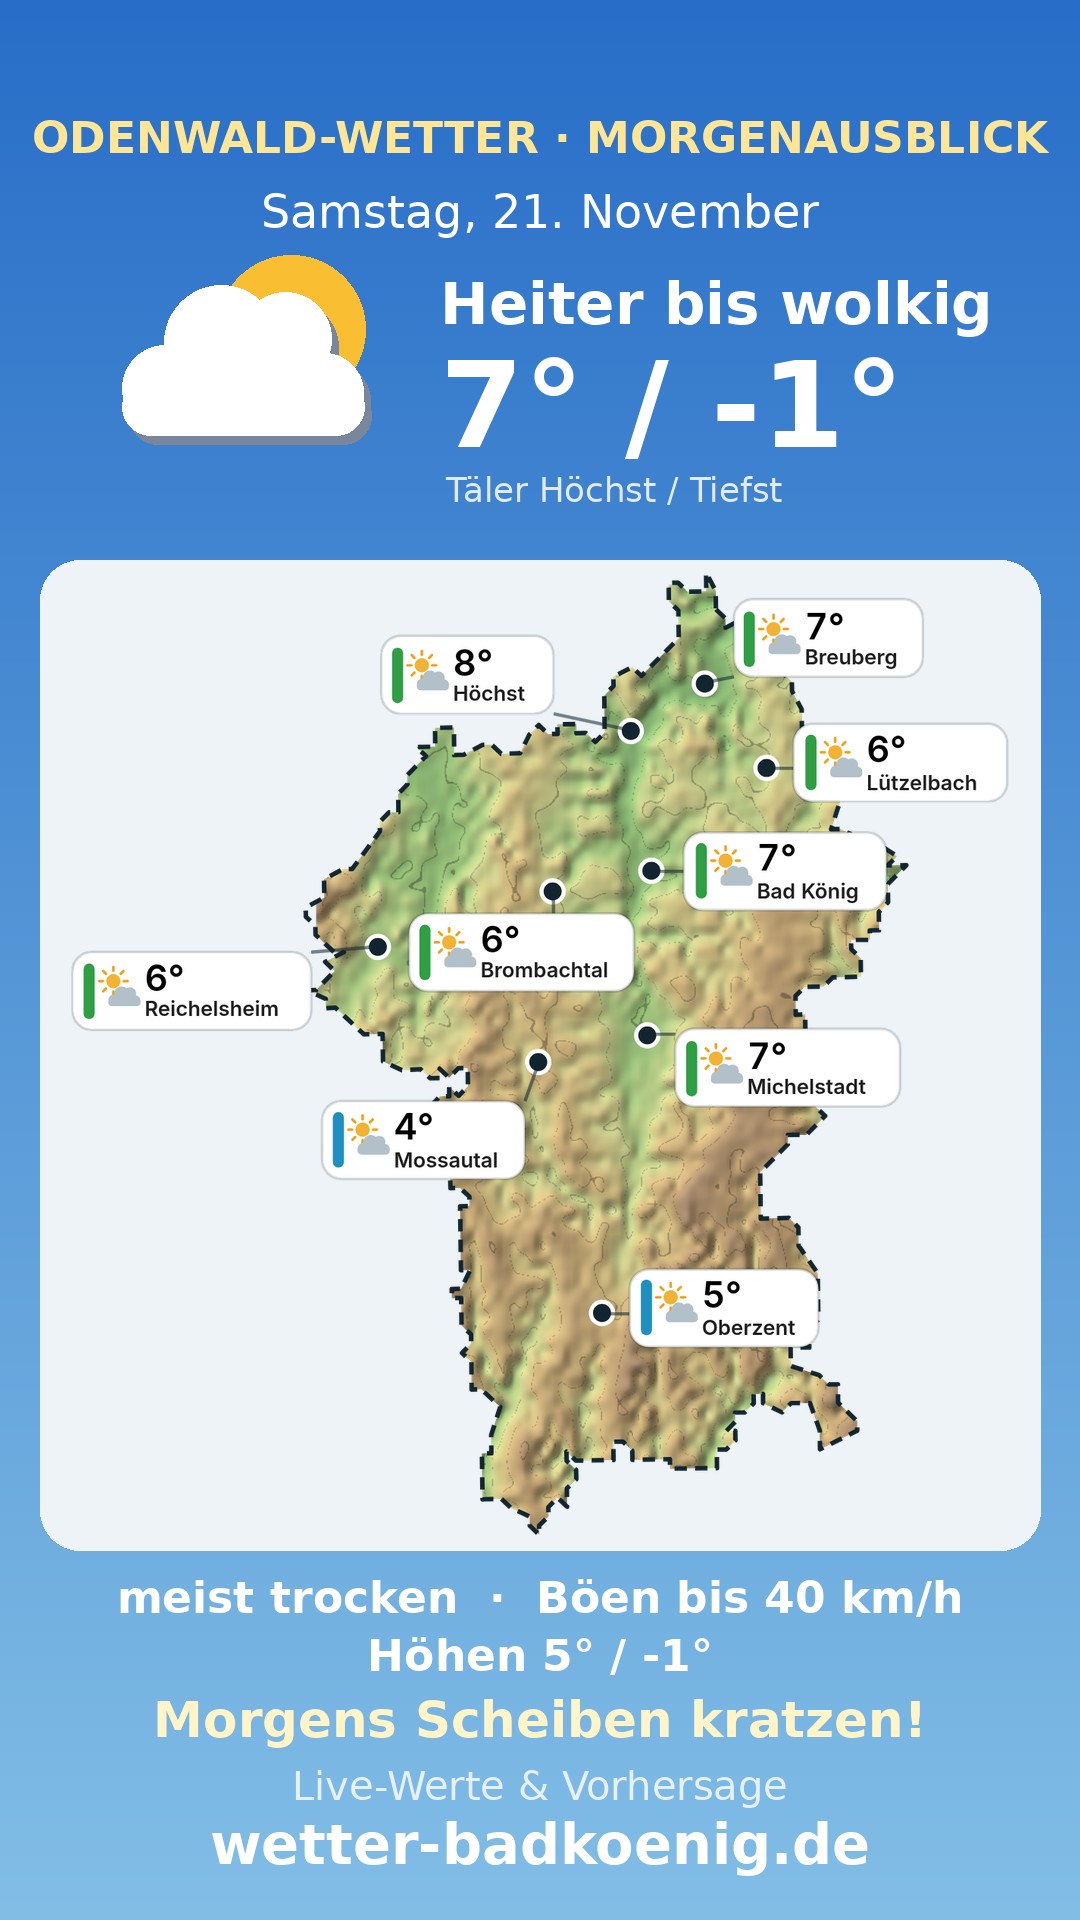 ODENWALD-WETTER · MORGENAUSBLICK
Samstag, 21. November
Heiter bis wolkig
7° / -1°
Täler Höchst / Tiefst
7°
Breuberg
8°
Höchst
6°
Lützelbach
7°
Bad König
6°
Brombachtal
6°
Reichelsheim
7°
Michelstadt
4°
Mossautal
5°
Oberzent
meist trocken · Böen bis 40 km/h
Höhen 5° / -1°
Morgens Scheiben kratzen!
Live-Werte & Vorhersage
wetter-badkoenig.de